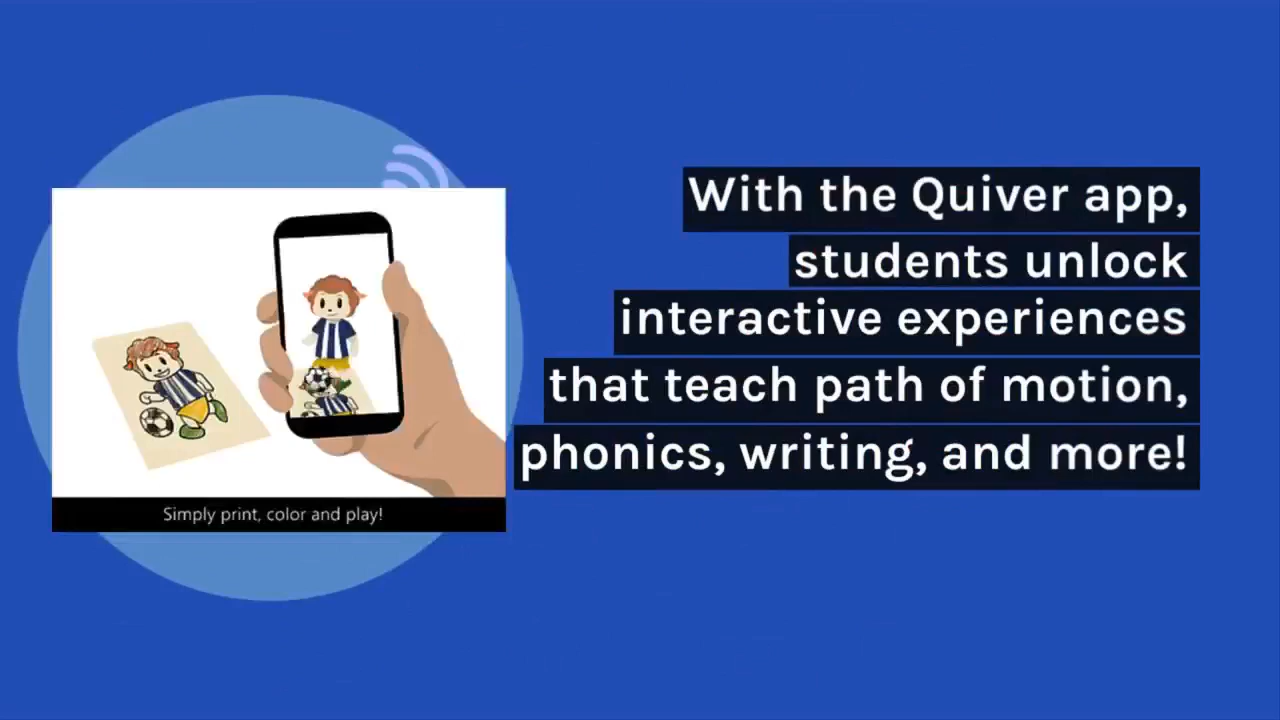 With the Quiver app,
students unlock
interactive experiences
that teach path of motion,
phonics, writing, and more!
Simply print, color and play!